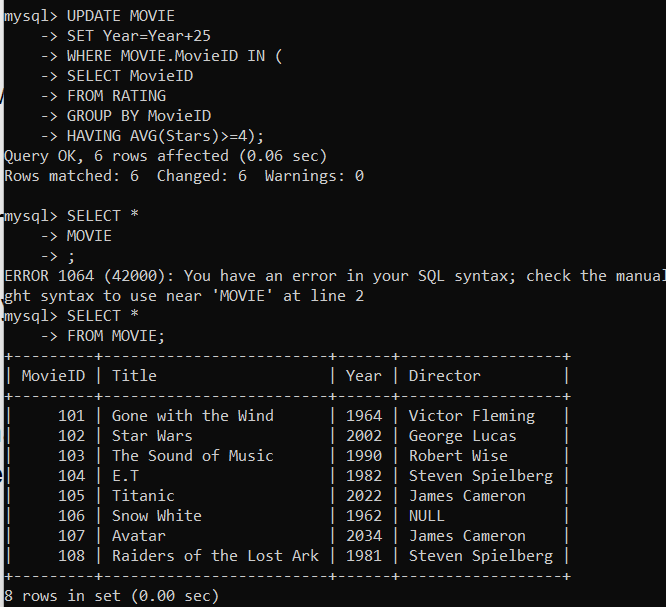 mysql> UPDATE MOVIE
    -> SET Year=Year+25
    -> WHERE MOVIE.MovieID IN (
    -> SELECT MovieID
    -> FROM RATING
    -> GROUP BY MovieID
    -> HAVING AVG(Stars)>=4);
Query OK, 6 rows affected (0.06 sec)
Rows matched: 6  Changed: 6  Warnings: 0

mysql> SELECT *
    -> MOVIE
    -> ;
ERROR 1064 (42000): You have an error in your SQL syntax; check the manual
ght syntax to use near 'MOVIE' at line 2
mysql> SELECT *
    -> FROM MOVIE;
+---------+-------------------------+------+------------------+
| MovieID | Title                   | Year | Director         |
+---------+-------------------------+------+------------------+
|     101 | Gone with the Wind      | 1964 | Victor Fleming   |
|     102 | Star Wars               | 2002 | George Lucas     |
|     103 | The Sound of Music      | 1990 | Robert Wise      |
|     104 | E.T                     | 1982 | Steven Spielberg |
|     105 | Titanic                 | 2022 | James Cameron    |
|     106 | Snow White              | 1962 | NULL             |
|     107 | Avatar                  | 2034 | James Cameron    |
|     108 | Raiders of the Lost Ark | 1981 | Steven Spielberg |
+---------+-------------------------+------+------------------+
8 rows in set (0.00 sec)